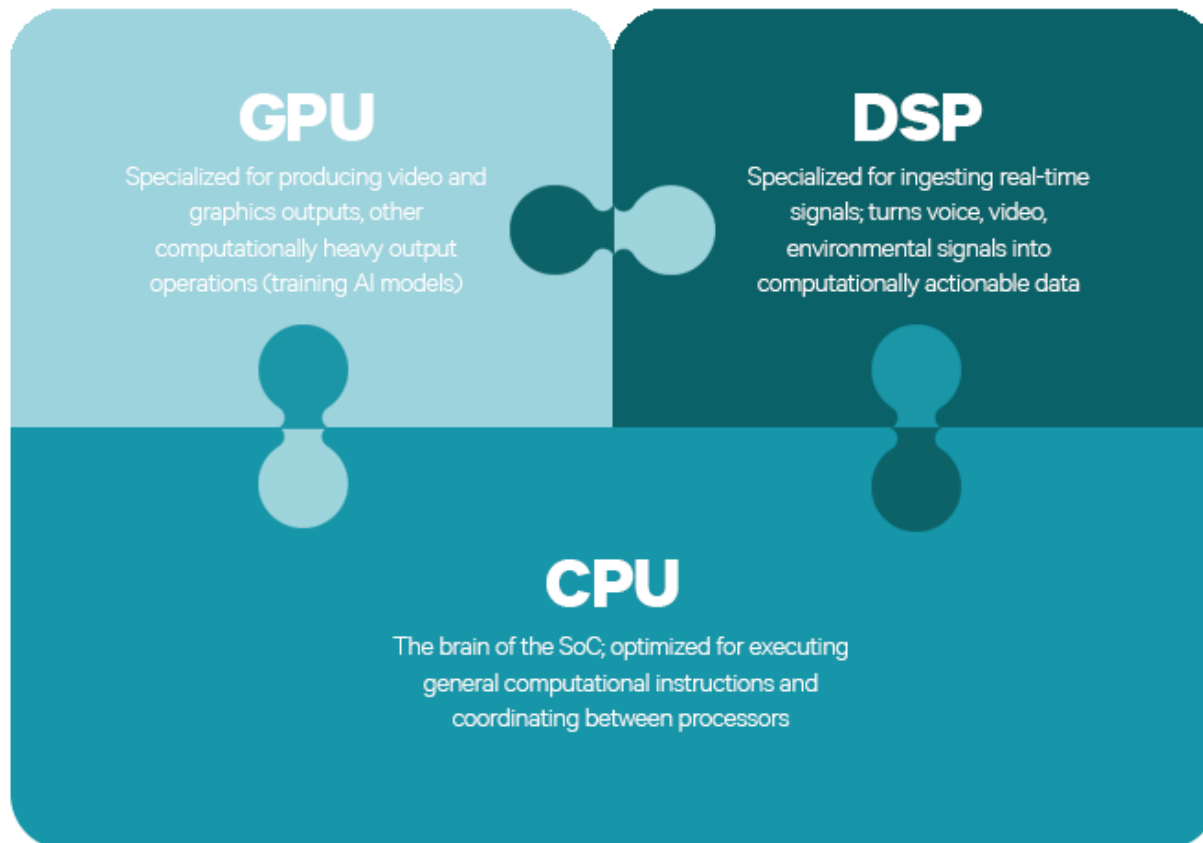 GPU
Specialized for producing video and
graphics outputs, other
computationally heavy output
operations (training AI models)
DSP
Specialized for ingesting real-time
signals; turns voice, video,
environmental signals into
computationally actionable data
CPU
The brain of the SoC; optimized for executing
general computational instructions and
coordinating between processors